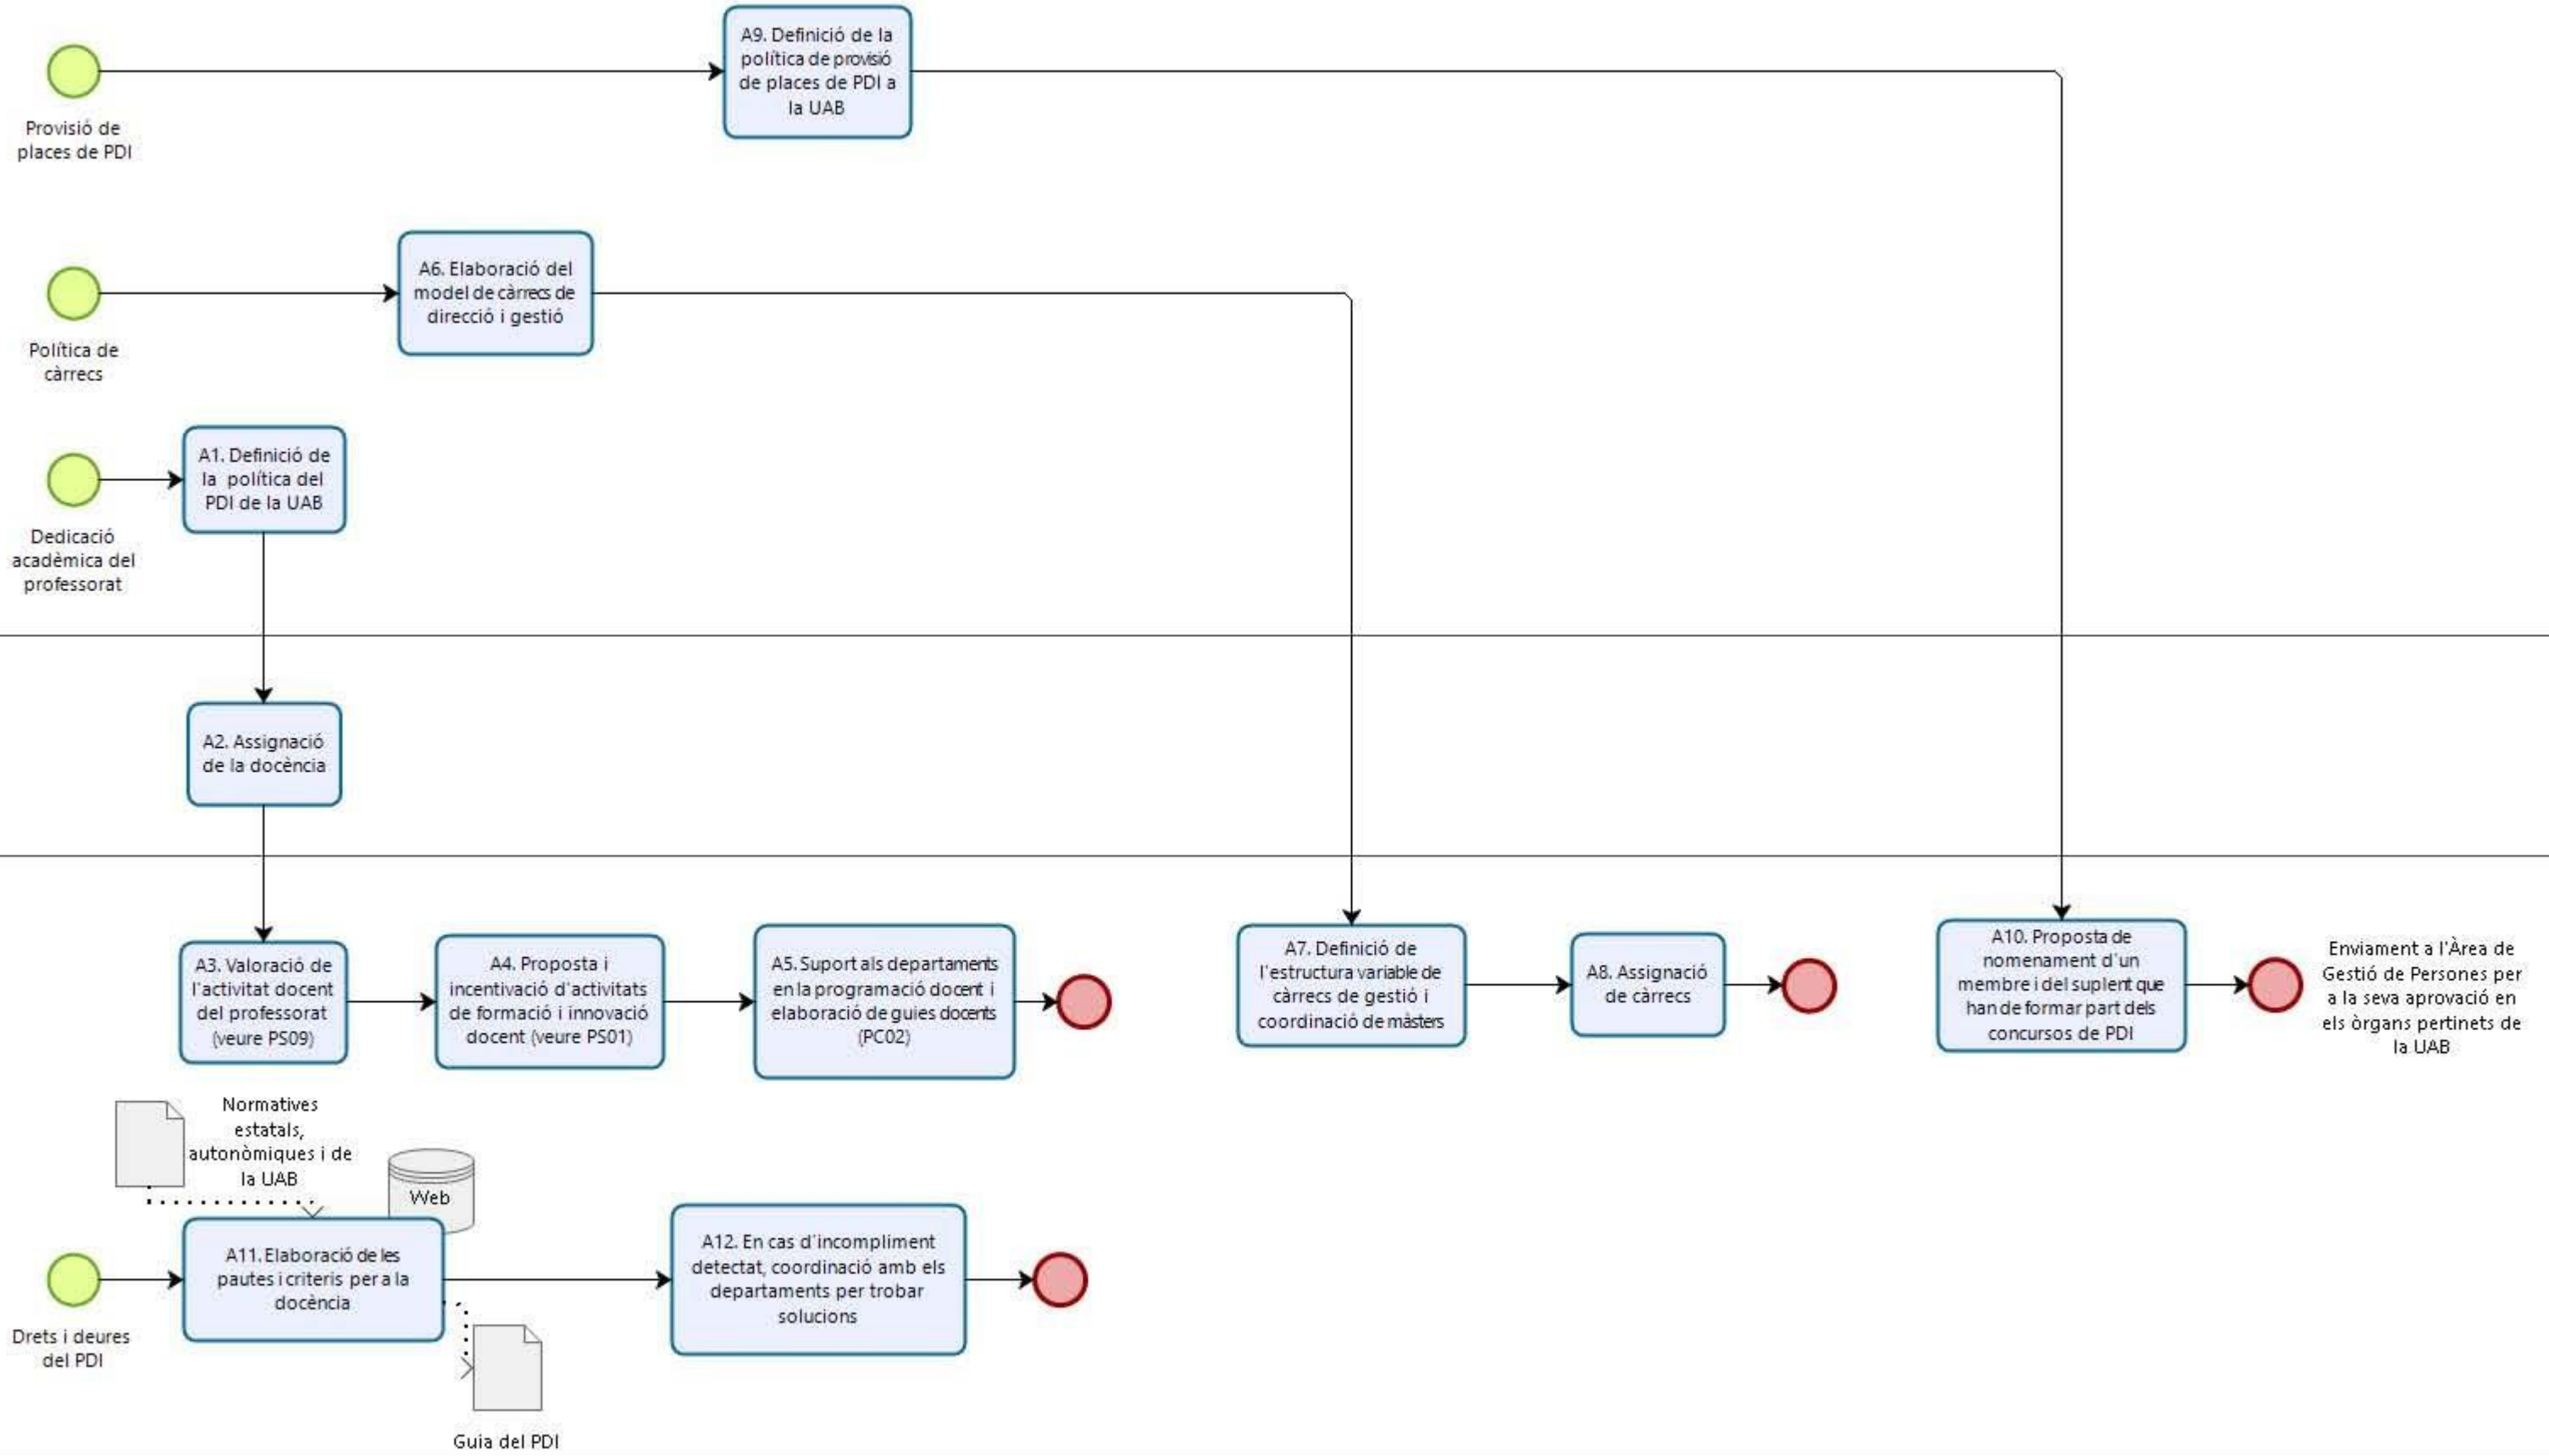 A9. Definició de la
política de provisió
de places de PDI a
la UAB
Provisió de
places de PDI
A6. Elaboració del
model de càrrecs de
direcció i gestió
Política de
càrrecs
A1. Definició de
la política del
PDI de la UAB
Dedicació
acadèmica del
professorat
A2. Assignació
de la docència
A3. Valoració de
l'activitat docent
del professorat
(veure PS09)
A4. Proposta i
incentivació d'activitats
de formació i innovació
docent (veure PS01)
A5. Suport als departaments
en la programació docent i
elaboració de guies docents
(PC02)
A7. Definició de
l'estructura variable de
càrrecs de gestió i
coordinació de màsters
A8. Assignació
de càrrecs
A10. Proposta de
nomenament d'un
membre i del suplent que
han de formar part dels
concursos de PDI
Enviament a l'Àrea de
Gestió de Persones per
a la seva aprovació en
els òrgans pertinets de
la UAB
Normatives
estatals,
autonòmiques i de
la UAB
Web
A11. Elaboració de les
pautes i criteris per a la
docència
A12. En cas d'incompliment
detectat, coordinació amb els
departaments per trobar
solucions
Drets i deures
del PDI
Guia del PDI